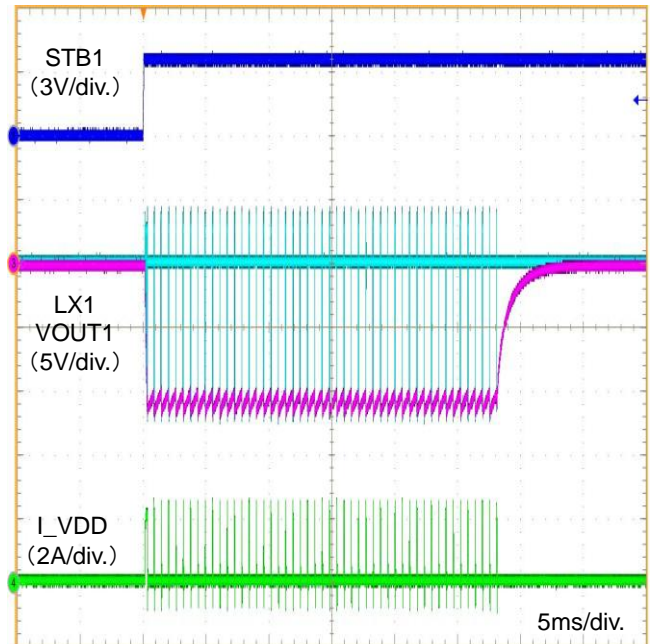 STB1
（3V/div.）
LX1
VOUT1
（5V/div.）
I_VDD
（2A/div.）
5ms/div.